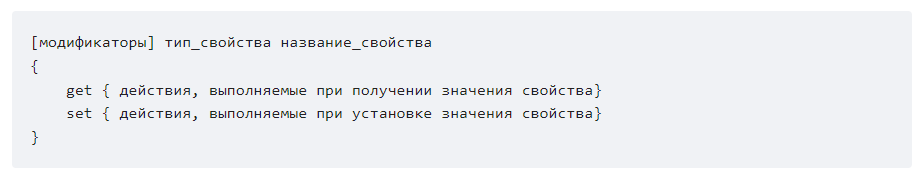 [модификаторы] тип_свойства название_свойства
{
    get { действия, выполняемые при получении значения свойства}
    set { действия, выполняемые при установке значения свойства}
}